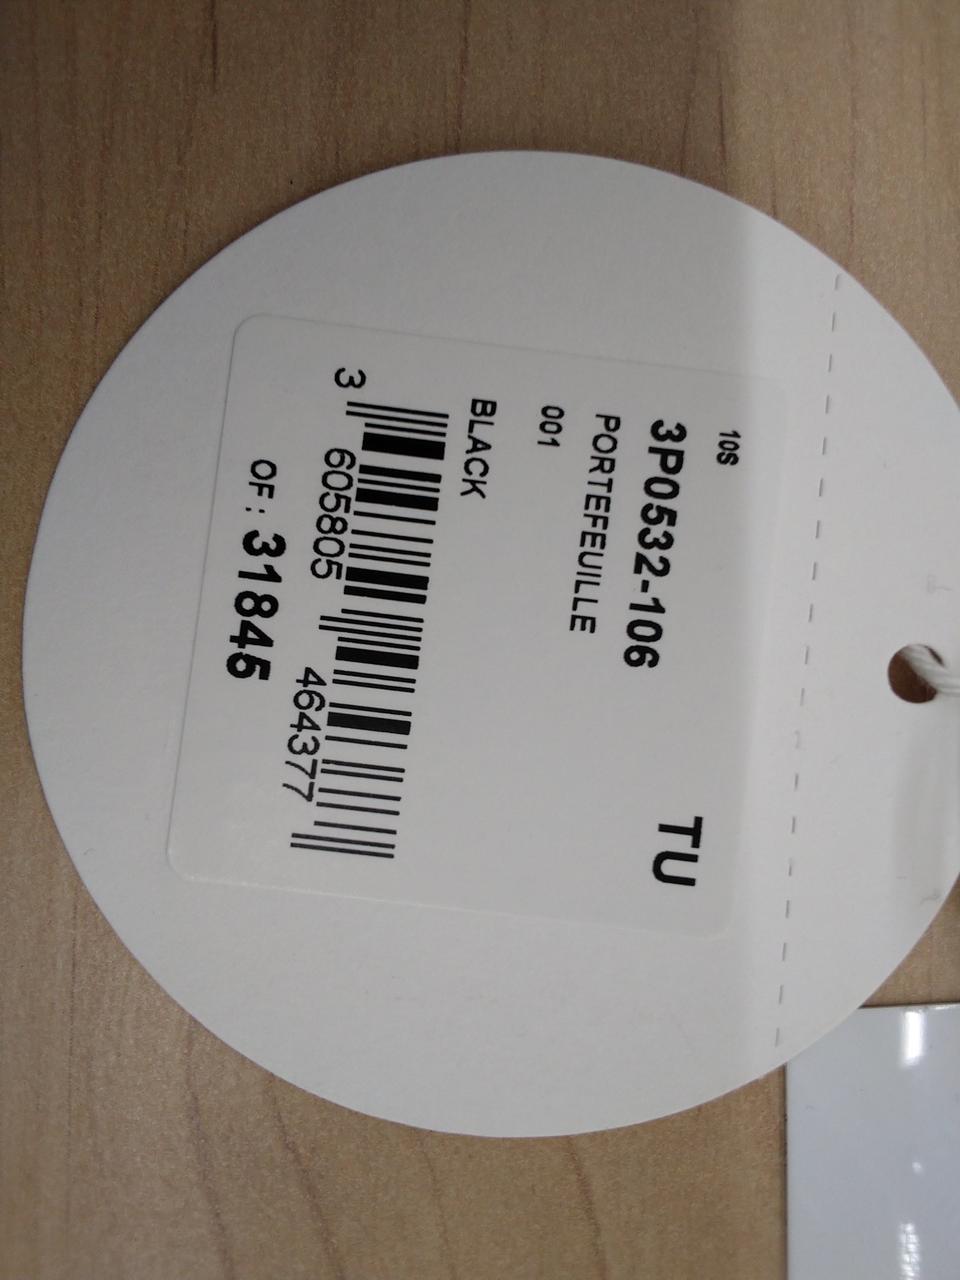 10S
3P0532-106 TU
PORTEFEUILLE
001
BLACK
3 605805 464377
OF : 31845